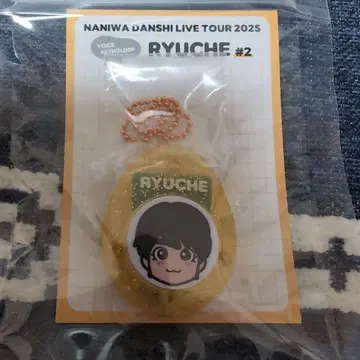 NANIWA DANSHI LIVE TOUR 2025
VOICE
KEYHOLDER
RYUCHE #2
RYUCHE